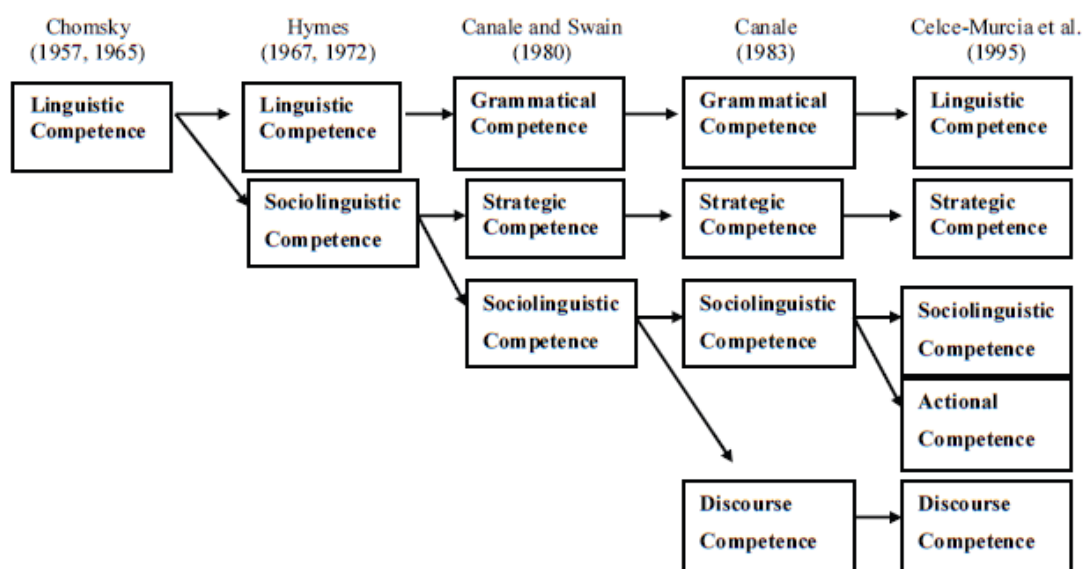 Chomsky
(1957, 1965)
Hymes
(1967, 1972)
Canale and Swain
(1980)
Canale
(1983)
Celce-Murcia et al.
(1995)
Linguistic
Competence
Linguistic
Competence
Grammatical
Competence
Grammatical
Competence
Linguistic
Competence
Sociolinguistic
Competence
Strategic
Competence
Strategic
Competence
Strategic
Competence
Sociolinguistic
Competence
Sociolinguistic
Competence
Sociolinguistic
Competence
Actional
Competence
Discourse
Competence
Discourse
Competence